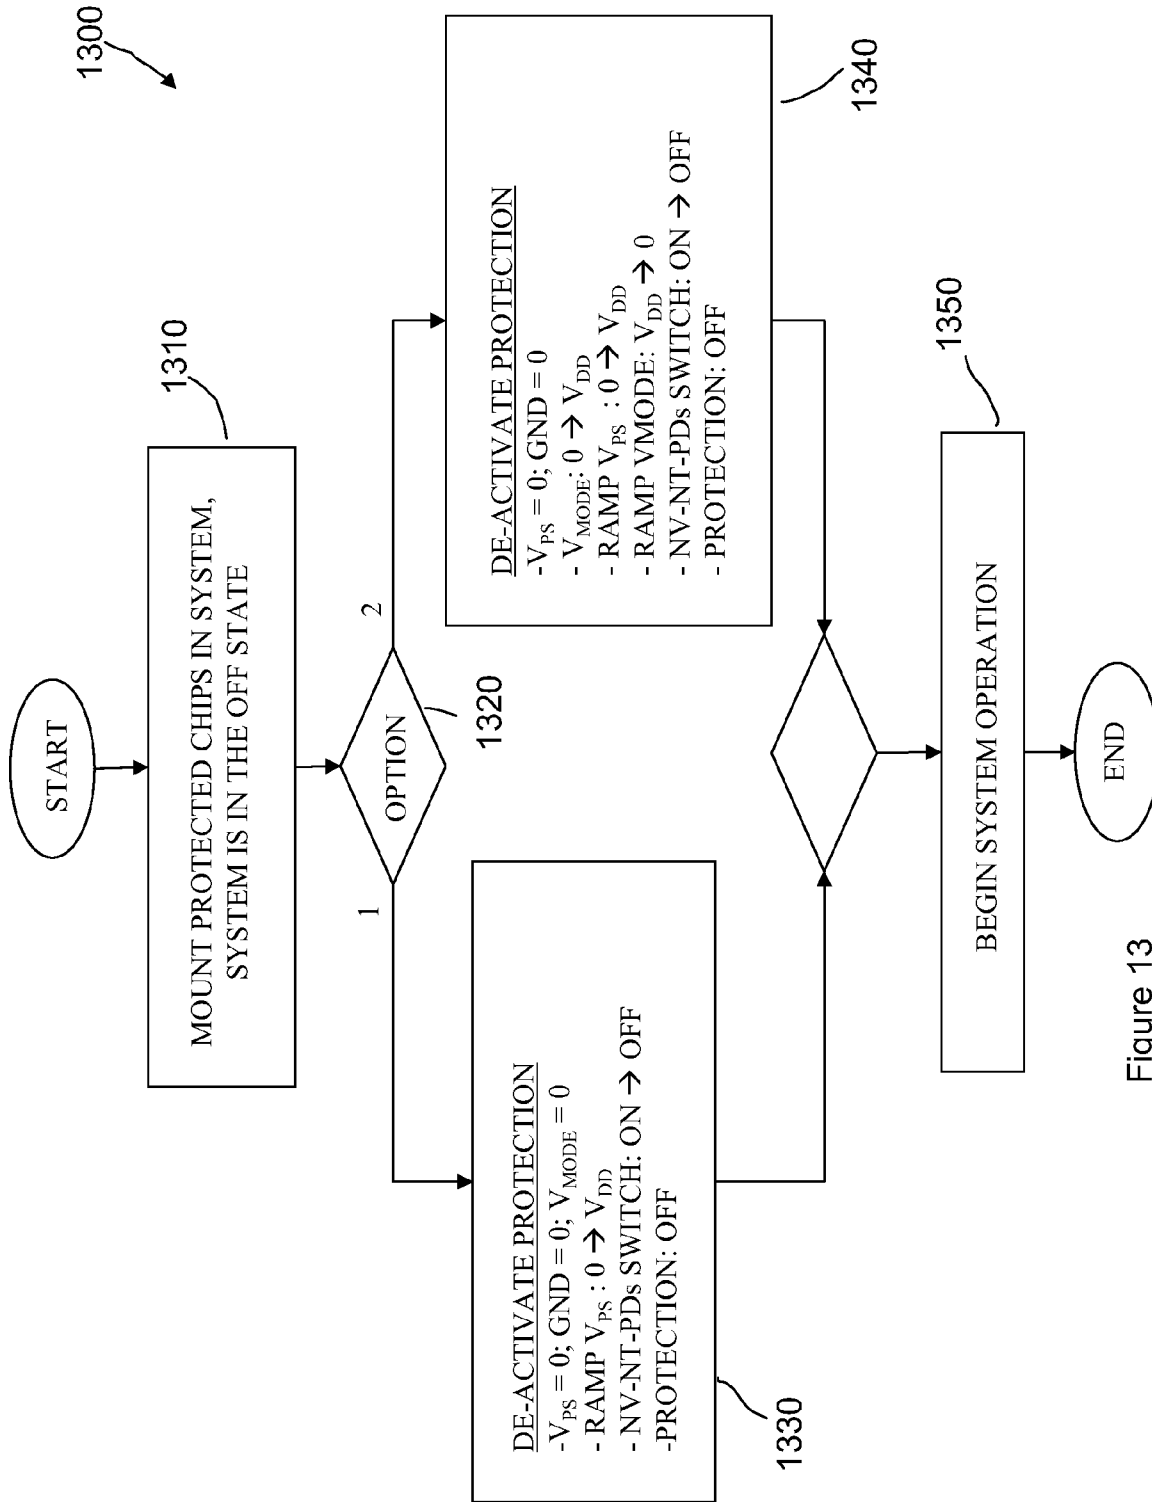 1300
START
MOUNT PROTECTED CHIPS IN SYSTEM,
SYSTEM IS IN THE OFF STATE
1310
OPTION
1320
1
2
DE-ACTIVATE PROTECTION
- V_PS = 0; GND = 0; V_MODE = 0
- RAMP V_PS : 0 → V_DD
- NV-NT-PDs SWITCH: ON → OFF
-PROTECTION: OFF
1330
DE-ACTIVATE PROTECTION
- V_PS = 0; GND = 0
- V_MODE: 0 → V_DD
- RAMP V_PS : 0 → V_DD
- RAMP VMODE: V_DD → 0
- NV-NT-PDs SWITCH: ON → OFF
- PROTECTION: OFF
1340
BEGIN SYSTEM OPERATION
1350
END
Figure 13